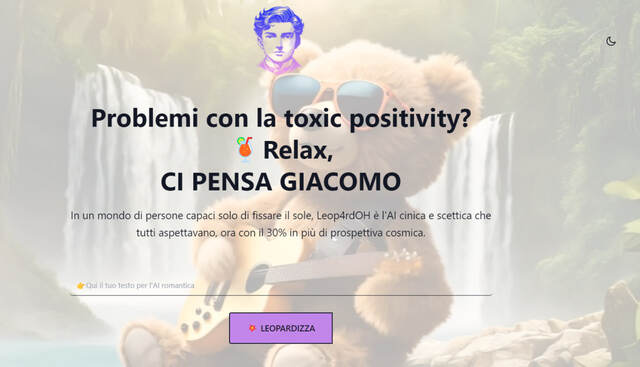 Problemi con la toxic positivity?
🍹 Relax,
CI PENSA GIACOMO
In un mondo di persone capaci solo di fissare il sole, Leop4rdOH è l'AI cinica e scettica che
tutti aspettavano, ora con il 30% in più di prospettiva cosmica.
👉Qui il tuo testo per l'AI romantica
LEOPARDIZZA